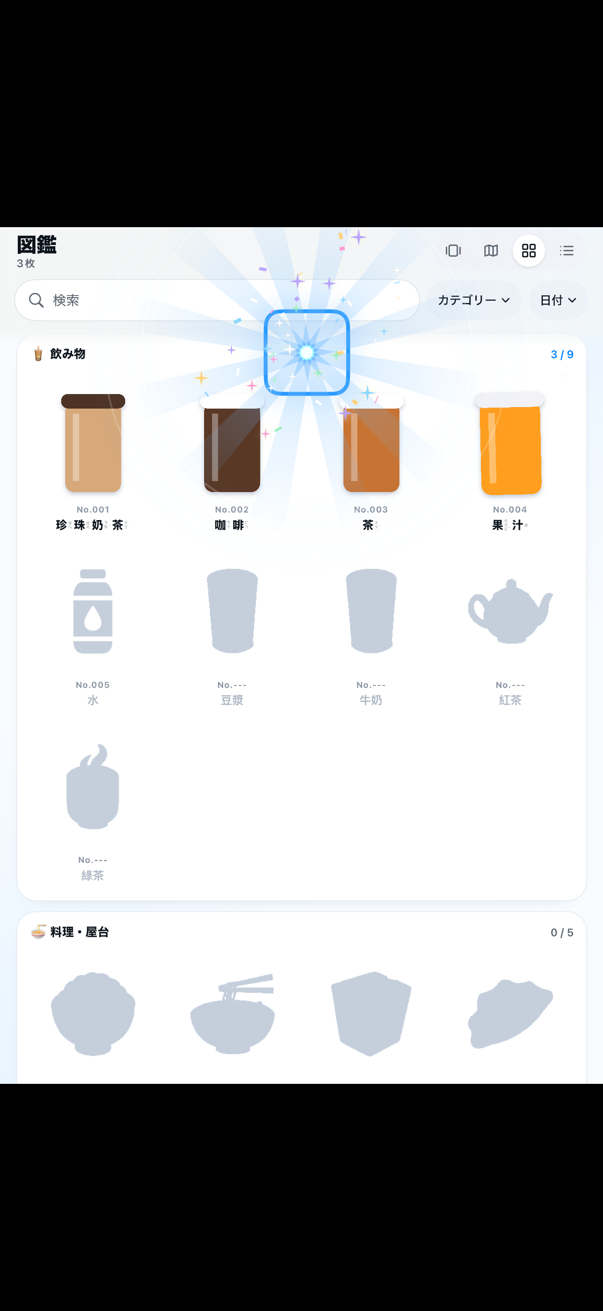 図鑑
3枚
検索
カテゴリー
日付
飲み物
3 / 9
No.001
No.002
No.003
No.004
珍珠奶茶
咖啡
茶
果汁
No.005
No.---
No.---
No.---
水
豆漿
牛奶
紅茶
No.---
綠茶
料理・屋台
0 / 5